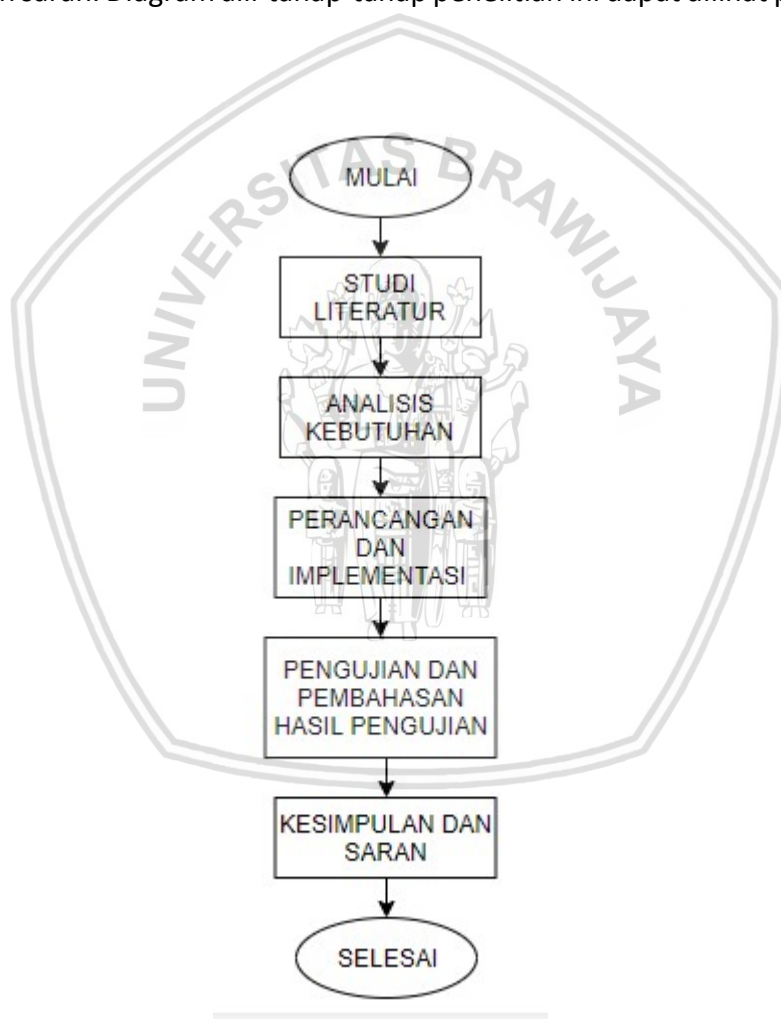 saran. Diagram alir tahap-tahap penelitian ini dapat dilihat
UNIVERSITAS BRAWIJAYA
MULAI
STUDI
LITERATUR
ANALISIS
KEBUTUHAN
PERANCANGAN
DAN
IMPLEMENTASI
PENGUJIAN DAN
PEMBAHASAN
HASIL PENGUJIAN
KESIMPULAN DAN
SARAN
SELESAI